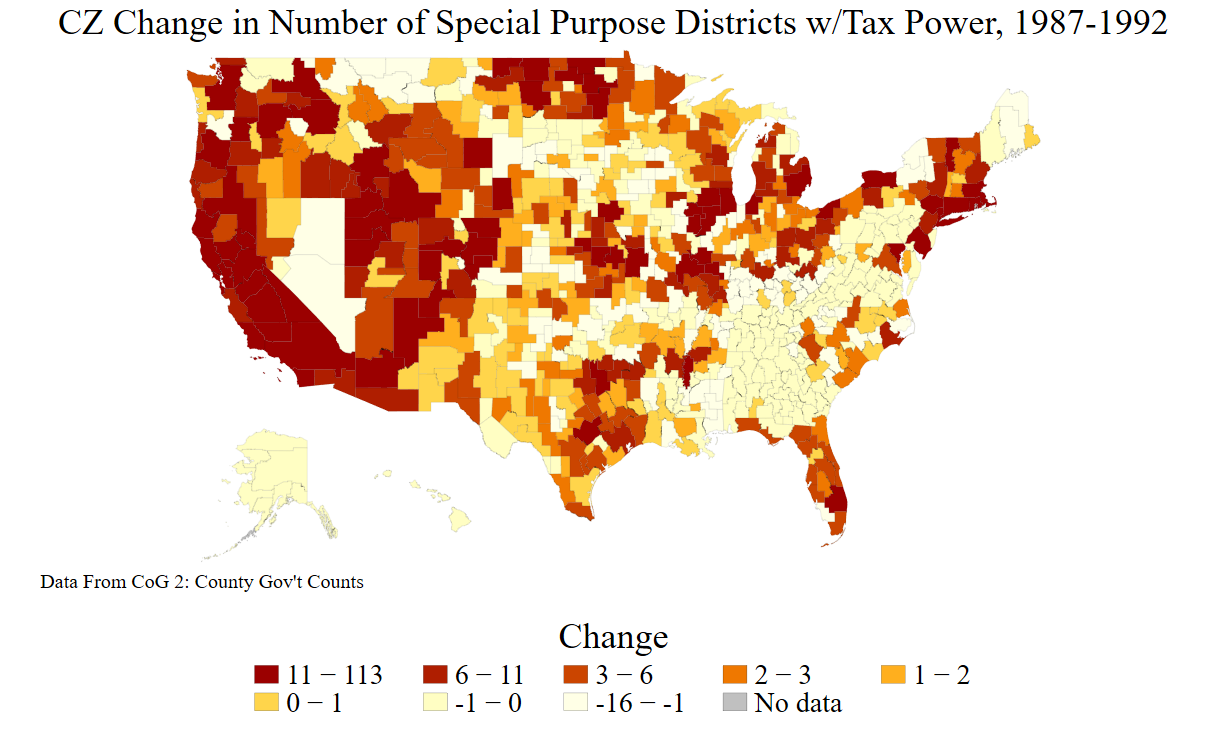 CZ Change in Number of Special Purpose Districts w/Tax Power, 1987-1992
Data From CoG 2: County Gov't Counts
Change
11 − 113 6 − 11 3 − 6 2 − 3 1 − 2
0 − 1 -1 − 0 -16 − -1 No data